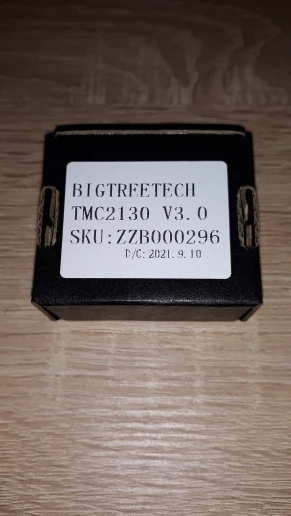 BIGTREETECH
TMC2130 V3.0
SKU:ZZB000296
D/C: 2021. 9. 10